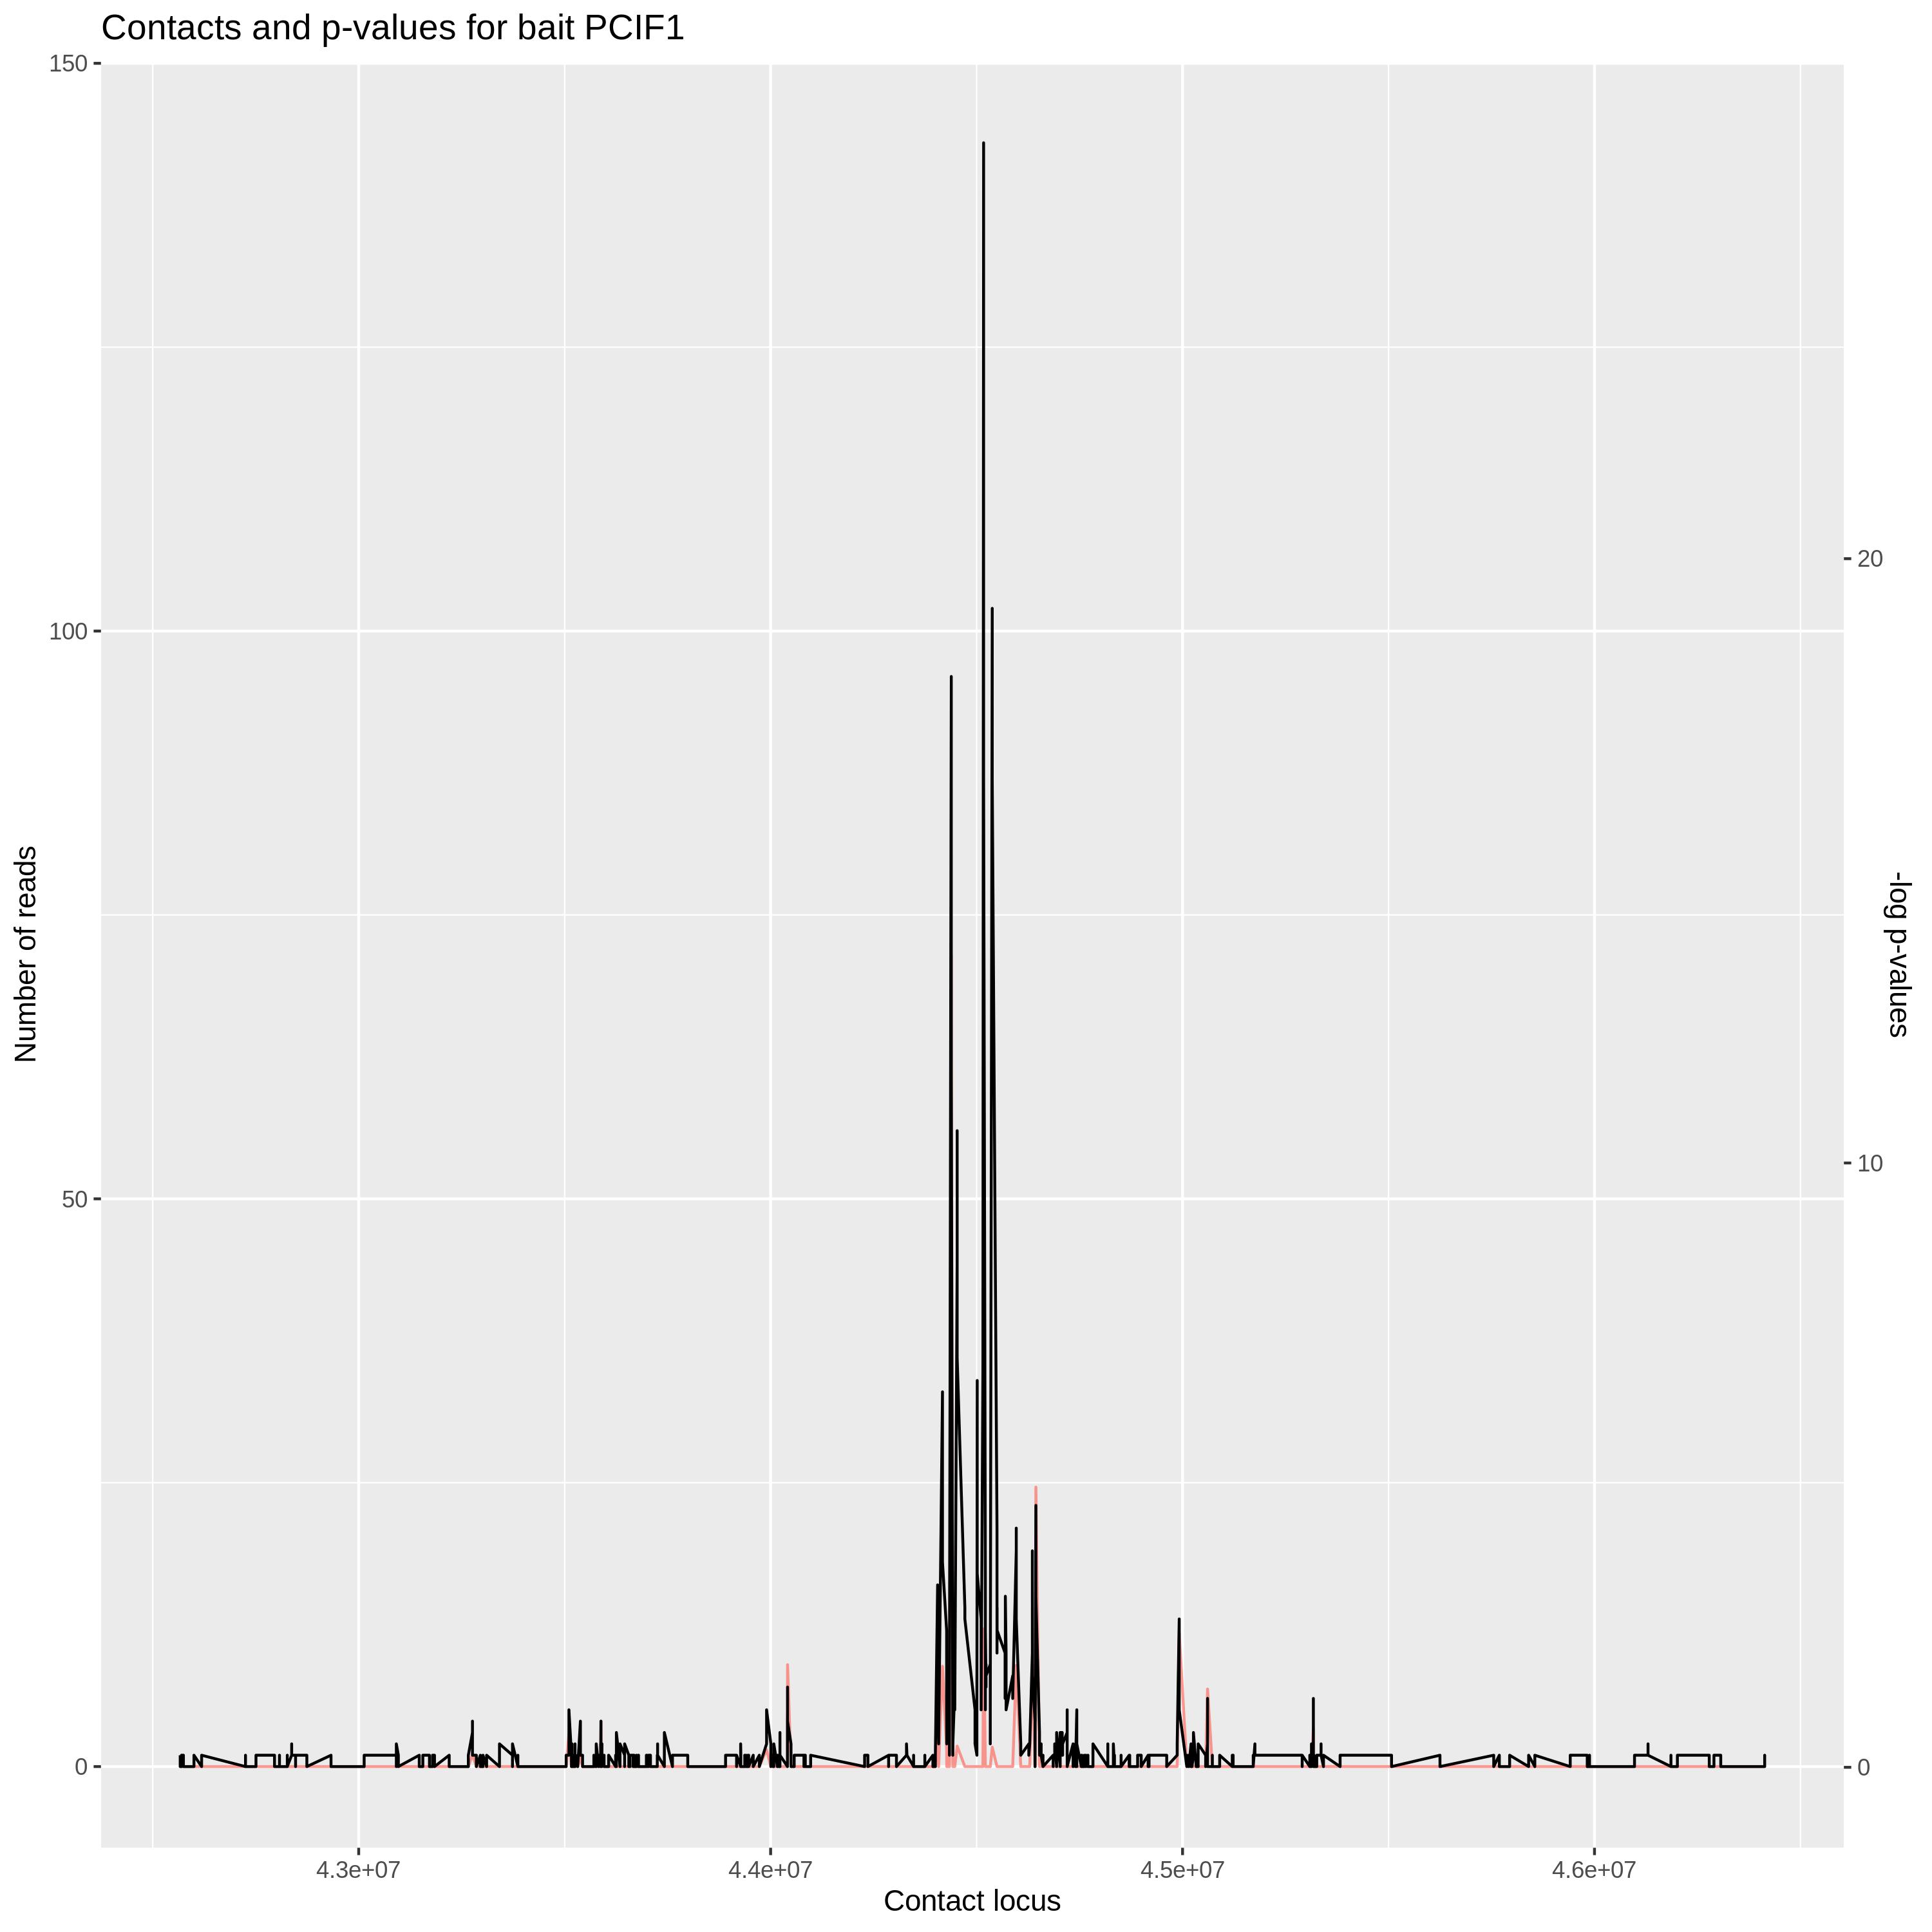 Contacts and p-values for bait PCIF1
150
100
50
0
Number of reads
20
10
0
-log p-values
4.3e+07
4.4e+07
4.5e+07
4.6e+07
Contact locus